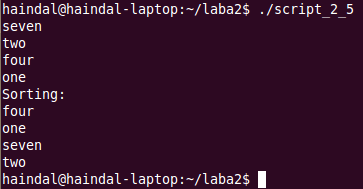 haindal@haindal-laptop:~/laba2$ ./script_2_5
seven
two
four
one
Sorting:
four
one
seven
two
haindal@haindal-laptop:~/laba2$